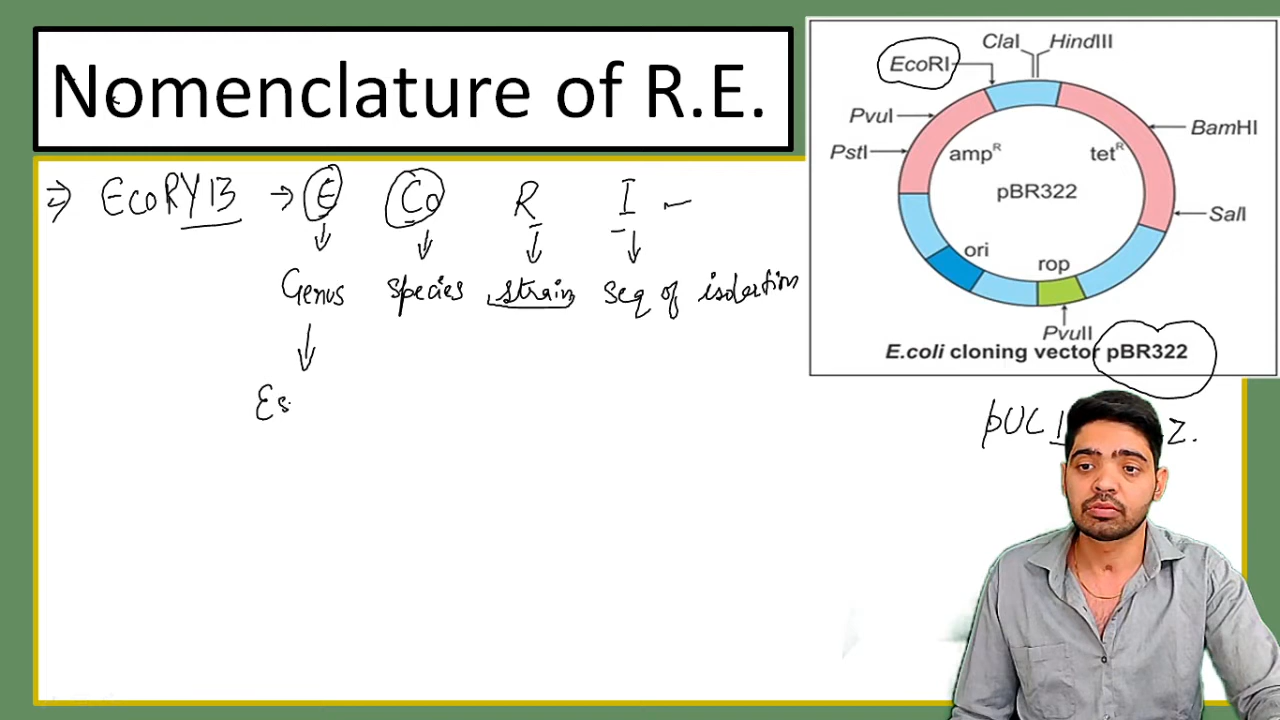 Nomenclature of R.E.
⇒ EcoRY13 → E Co R I -
Genus species strain seq of isolation
Es
ClaI HindIII
EcoRI
PvuI
PstI
BamHI
ampR tetR
pBR322
SalI
ori
rop
PvuII
E.coli cloning vector pBR322
pUC 1